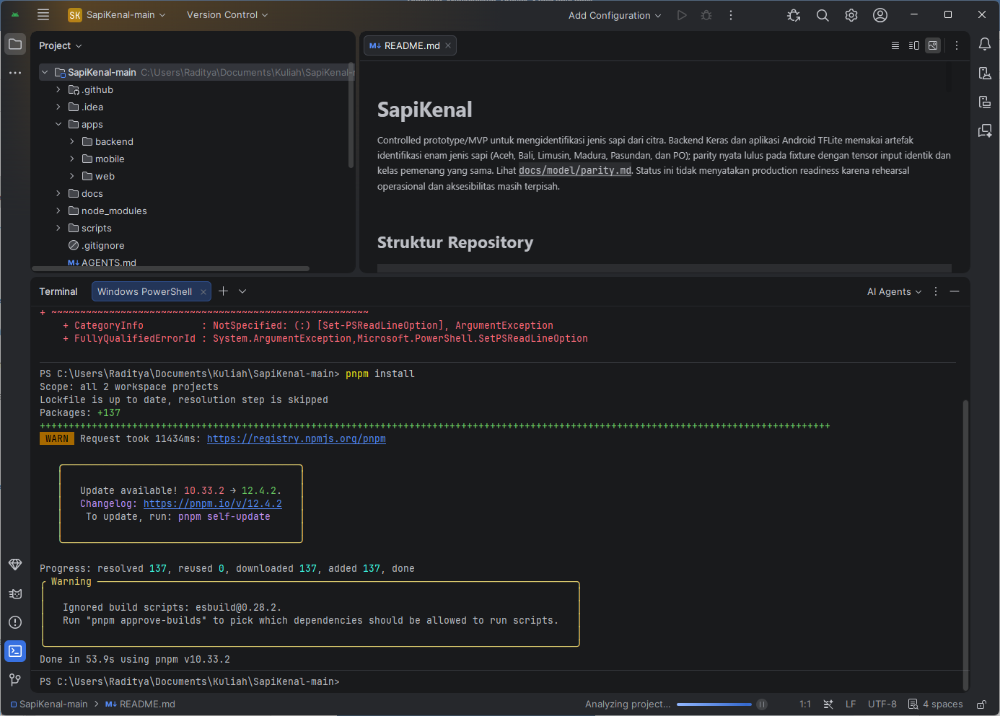 SK SapiKenal-main Version Control Add Configuration
Project
SapiKenal-main C:\Users\Raditya\Documents\Kuliah\SapiKenal-
.github
.idea
apps
backend
mobile
web
docs
node_modules
scripts
.gitignore
M↓ AGENTS.md
M↓ README.md
SapiKenal
Controlled prototype/MVP untuk mengidentifikasi jenis sapi dari citra. Backend Keras dan aplikasi Android TFLite memakai artefak
identifikasi enam jenis sapi (Aceh, Bali, Limusin, Madura, Pasundan, dan PO); parity nyata lulus pada fixture dengan tensor input identik dan
kelas pemenang yang sama. Lihat docs/model/parity.md. Status ini tidak menyatakan production readiness karena rehearsal
operasional dan aksesibilitas masih terpisah.
Struktur Repository
Terminal Windows PowerShell AI Agents
+ ~~~~~~~~~~~~~~~~~~~~~~~~~~~~~~~~~~~~~~~~~~~~~~~~~~~~~~~
+ CategoryInfo : NotSpecified: (:) [Set-PSReadLineOption], ArgumentException
+ FullyQualifiedErrorId : System.ArgumentException,Microsoft.PowerShell.SetPSReadLineOption
PS C:\Users\Raditya\Documents\Kuliah\SapiKenal-main> pnpm install
Scope: all 2 workspace projects
Lockfile is up to date, resolution step is skipped
Packages: +137
+++++++++++++++++++++++++++++++++++++++++++++++++++++++++++++++++++++++++++++++++++++++++++++++++++++++++++++++++++++++++++++++++++++++++
WARN Request took 11434ms: https://registry.npmjs.org/pnpm
Update available! 10.33.2 → 12.4.2.
Changelog: https://pnpm.io/v/12.4.2
To update, run: pnpm self-update
Progress: resolved 137, reused 0, downloaded 137, added 137, done
Warning
Ignored build scripts: esbuild@0.28.2.
Run "pnpm approve-builds" to pick which dependencies should be allowed to run scripts.
Done in 53.9s using pnpm v10.33.2
PS C:\Users\Raditya\Documents\Kuliah\SapiKenal-main>
SapiKenal-main > M↓ README.md Analyzing project... 1:1 LF UTF-8 4 spaces